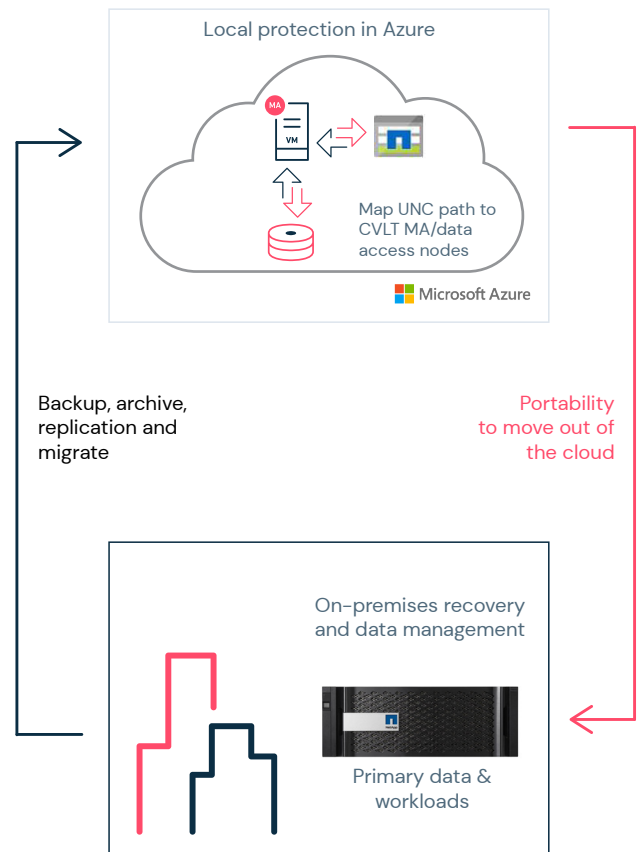 Local protection in Azure
MA
VM
Map UNC path to
CVLT MA/data
access nodes
Microsoft Azure
Backup, archive,
replication and
migrate
Portability
to move out of
the cloud
On-premises recovery
and data management
Primary data &
workloads